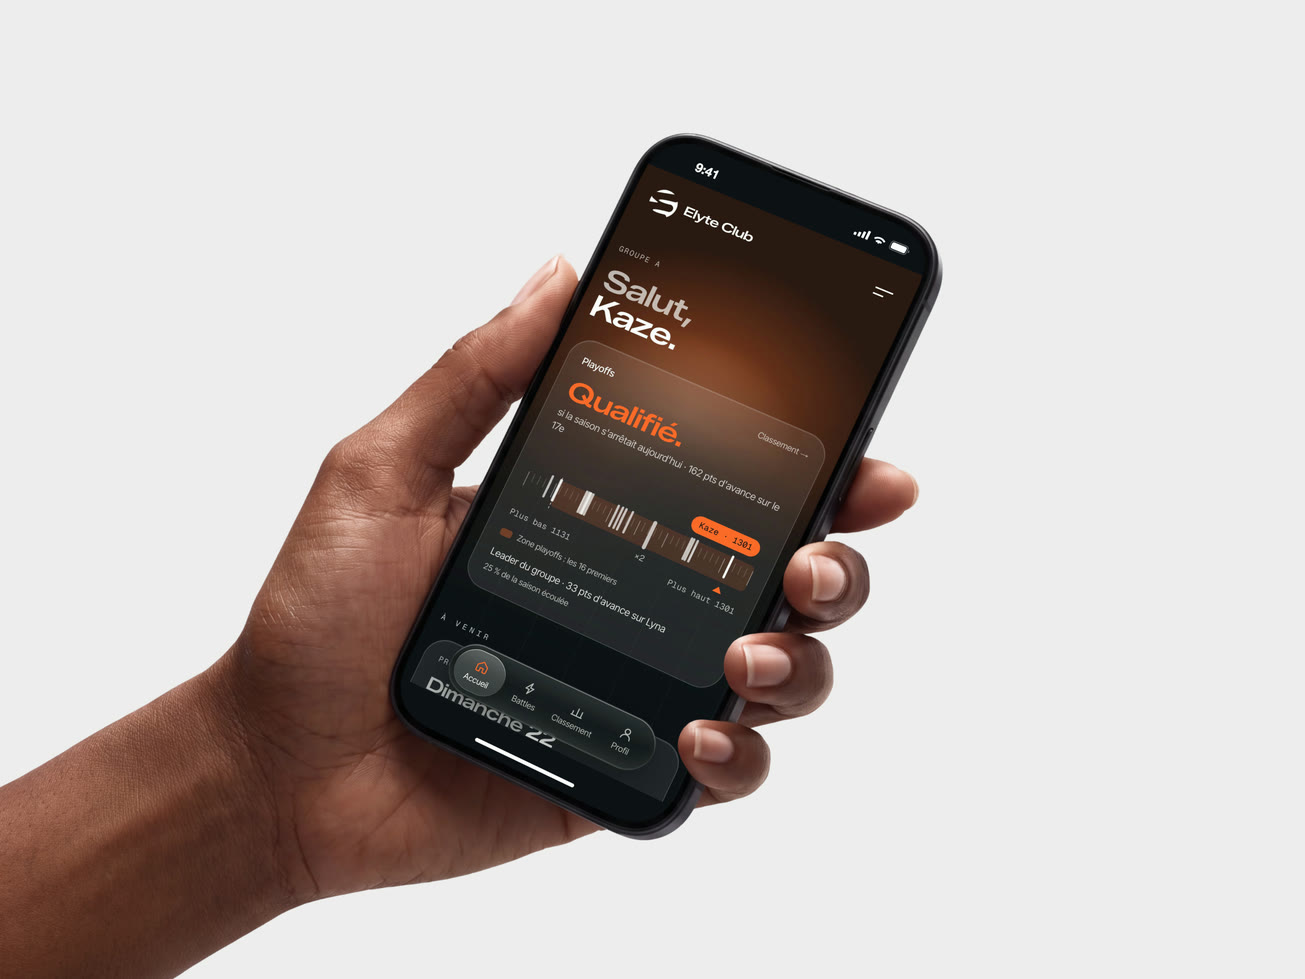 9:41
Elyte Club
GROUPE A
Salut,
Kaze.
Playoffs
Classement →
Qualifié.
si la saison s'arrêtait aujourd'hui · 162 pts d'avance sur le
17e
Kaze · 1301
Plus bas 1131
×2
Plus haut 1301
Zone playoffs : les 16 premiers
Leader du groupe · 33 pts d'avance sur Lyna
25 % de la saison écoulée
À VENIR
Dimanche 22
Accueil
Battles
Classement
Profil